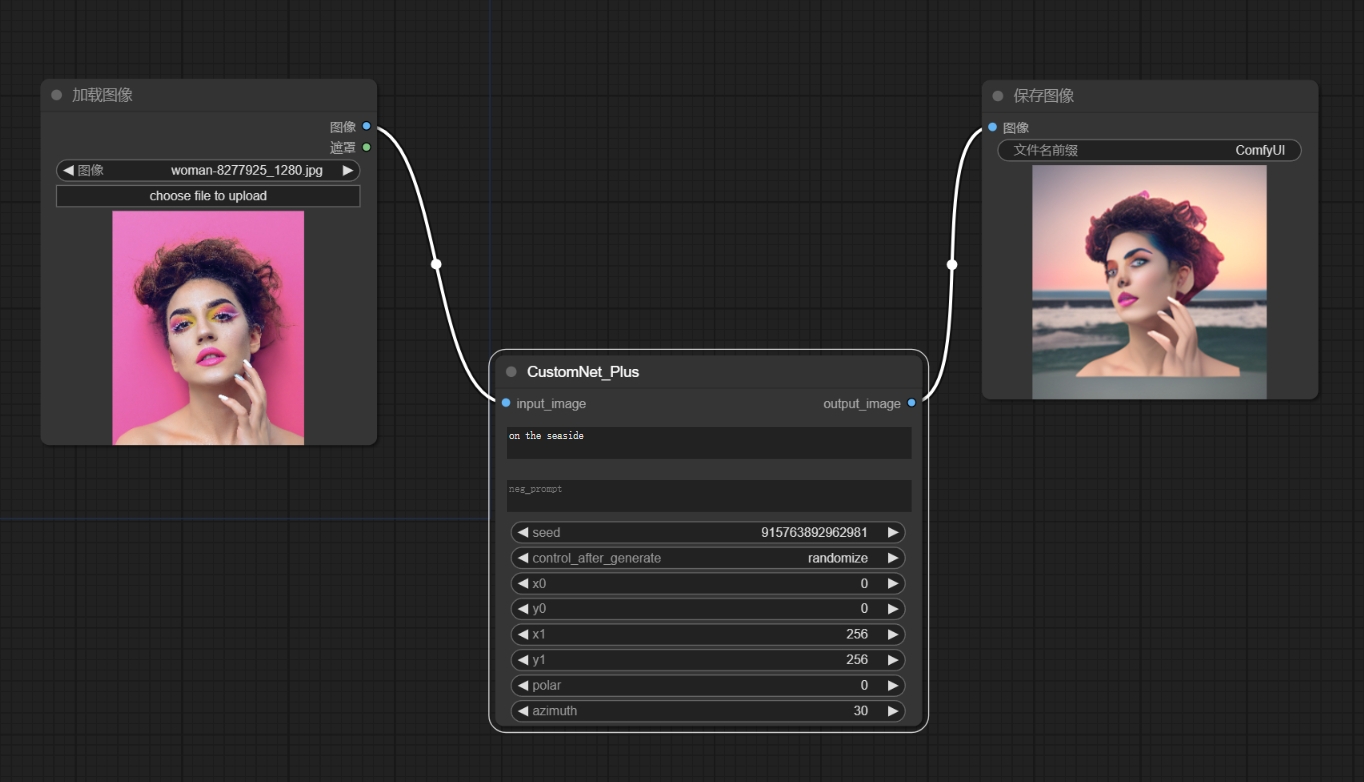 加载图像
图像
遮罩
图像 woman-8277925_1280.jpg
choose file to upload
CustomNet_Plus
input_image output_image
on the seaside
neg_prompt
seed 915763892962981
control_after_generate randomize
x0 0
y0 0
x1 256
y1 256
polar 0
azimuth 30
保存图像
图像
文件名前缀 ComfyUI